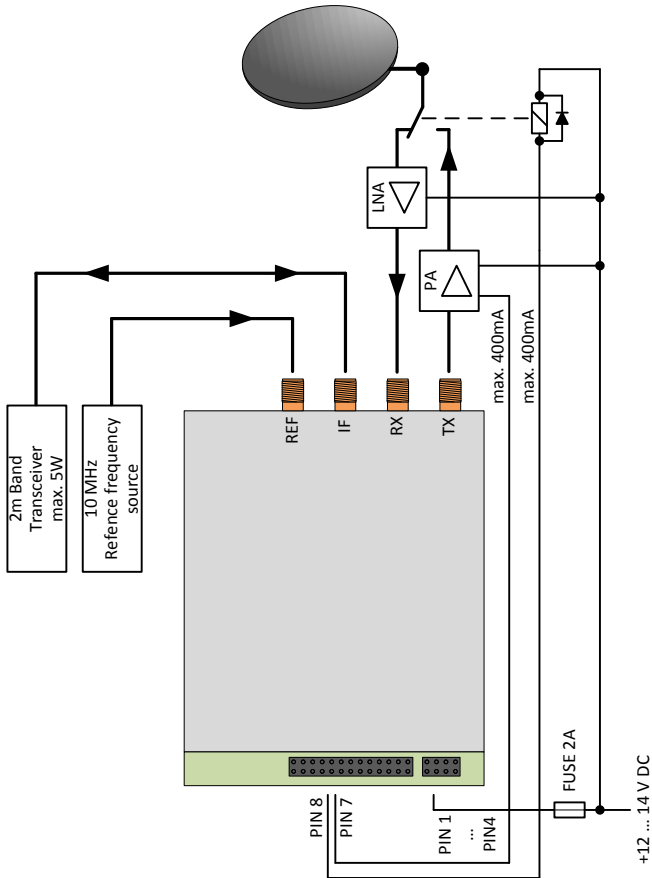 2m Band
Transceiver
max. 5W
10 MHz
Refence frequency
source
REF
IF
RX
TX
LNA
PA
max. 400mA
max. 400mA
PIN 8
PIN 7
PIN 1
...
PIN4
FUSE 2A
+12 ... 14 V DC